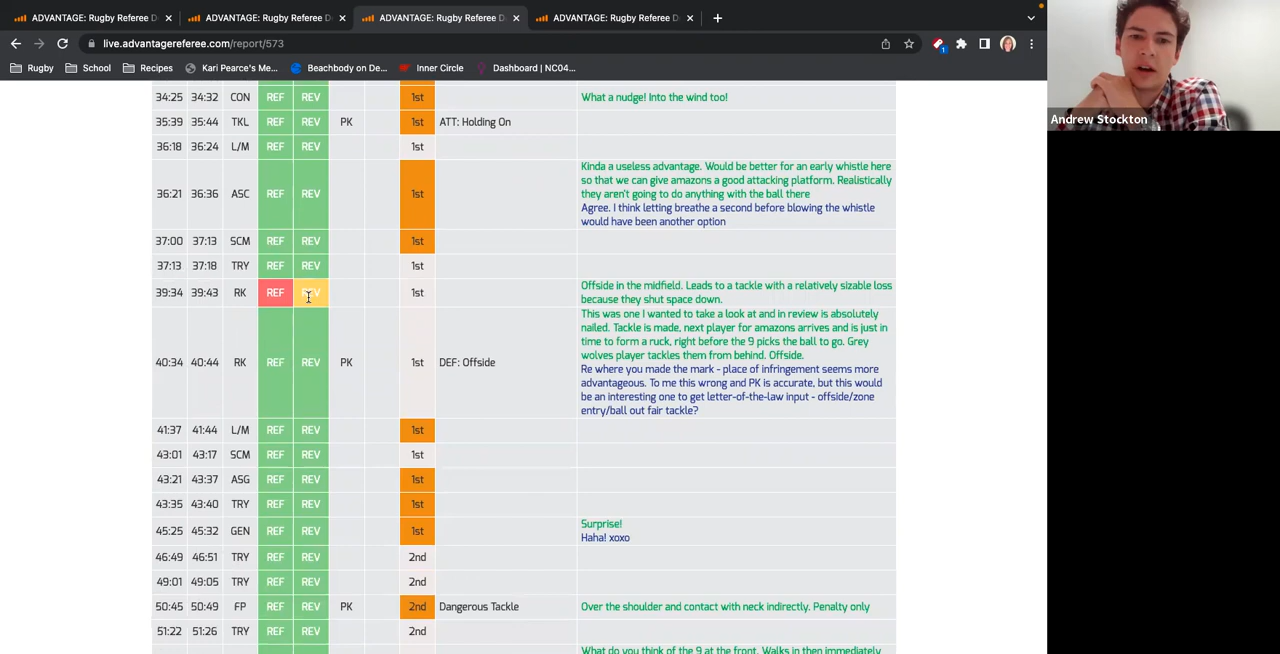 ADVANTAGE: Rugby Referee D
ADVANTAGE: Rugby Referee D
ADVANTAGE: Rugby Referee D
ADVANTAGE: Rugby Referee D
live.advantagereferee.com/report/573
1
Rugby School Recipes Kari Pearce's Me... Beachbody on De... Inner Circle Dashboard | NC04...
Andrew Stockton
34:25 34:32 CON REF REV 1st What a nudge! Into the wind too!
35:39 35:44 TKL REF REV PK 1st ATT: Holding On
36:18 36:24 L/M REF REV 1st
36:21 36:36 ASC REF REV 1st Kinda a useless advantage. Would be better for an early whistle here
so that we can give amazons a good attacking platform. Realistically
they aren't going to do anything with the ball there
Agree. I think letting breathe a second before blowing the whistle
would have been another option
37:00 37:13 SCM REF REV 1st
37:13 37:18 TRY REF REV 1st
39:34 39:43 RK REF REV 1st Offside in the midfield. Leads to a tackle with a relatively sizable loss
because they shut space down.
40:34 40:44 RK REF REV PK 1st DEF: Offside This was one I wanted to take a look at and in review is absolutely
nailed. Tackle is made, next player for amazons arrives and is just in
time to form a ruck, right before the 9 picks the ball to go. Grey
wolves player tackles them from behind. Offside.
Re where you made the mark - place of infringement seems more
advantageous. To me this wrong and PK is accurate, but this would
be an interesting one to get letter-of-the-law input - offside/zone
entry/ball out fair tackle?
41:37 41:44 L/M REF REV 1st
43:01 43:17 SCM REF REV 1st
43:21 43:37 ASG REF REV 1st
43:35 43:40 TRY REF REV 1st
45:25 45:32 GEN REF REV 1st Surprise!
Haha! xoxo
46:49 46:51 TRY REF REV 2nd
49:01 49:05 TRY REF REV 2nd
50:45 50:49 FP REF REV PK 2nd Dangerous Tackle Over the shoulder and contact with neck indirectly. Penalty only
51:22 51:26 TRY REF REV 2nd
What do you think of the 9 at the front. Walks in then immediately